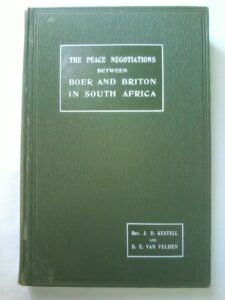 THE PEACE NEGOTIATIONS
BETWEEN
BOER AND BRITON
IN SOUTH AFRICA
REV. J. D. KESTELL
AND
D. E. VAN VELDEN